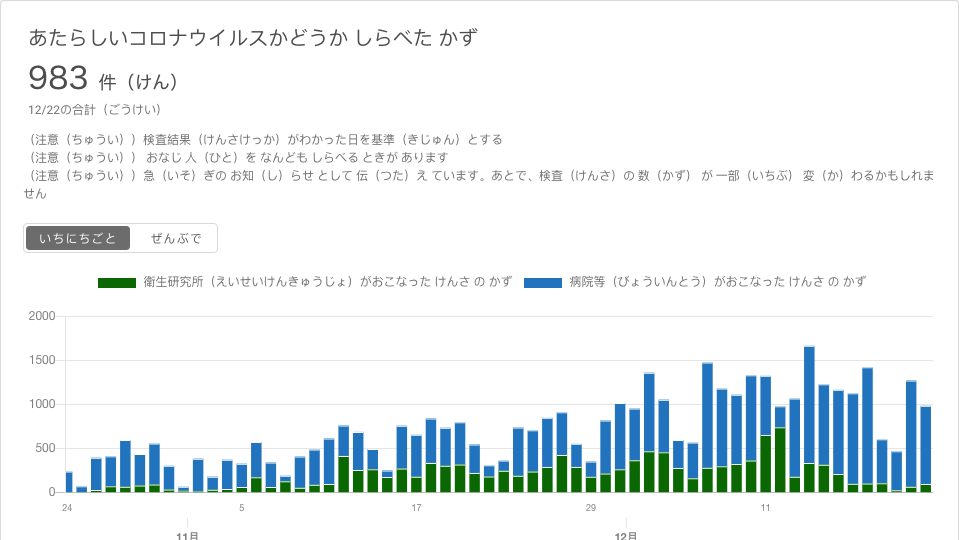 あたらしいコロナウイルスかどうか しらべた かず
983 件（けん）
12/22の合計（ごうけい）
（注意（ちゅうい））検査結果（けんさけっか）がわかった日を基準（きじゅん）とする
（注意（ちゅうい）） おなじ 人（ひと）を なんども しらべる ときが あります
（注意（ちゅうい））急（いそ）ぎの お知（し）らせ として 伝（つた）え ています。あとで、検査（けんさ）の 数（かず） が 一部（いちぶ） 変（か）わるかもしれま
せん
いちにちごと ぜんぶで
衛生研究所（えいせいけんきゅうじょ）がおこなった けんさ の かず 病院等（びょういんとう）がおこなった けんさ の かず
2000
1500
1000
500
0
24 5 17 29 11
11月 12月